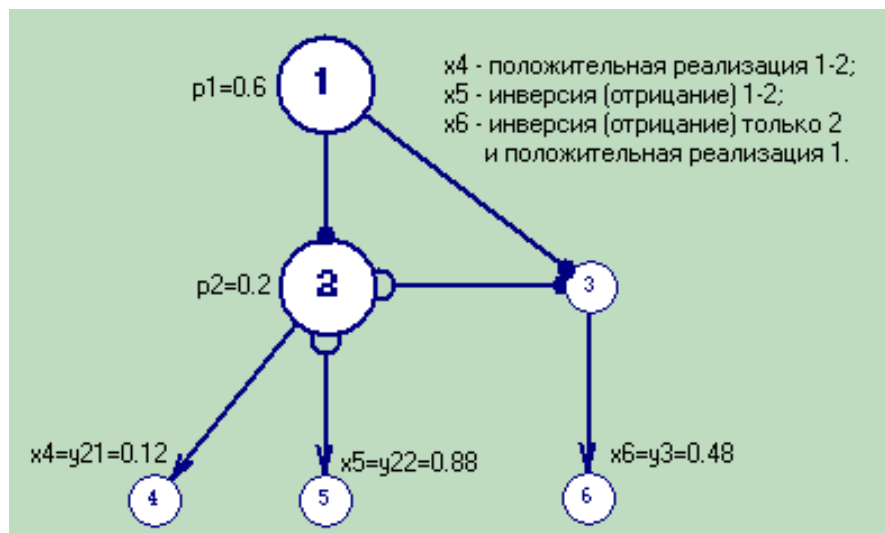 1
p1=0.6
x4 - положительная реализация 1-2;
x5 - инверсия (отрицание) 1-2;
x6 - инверсия (отрицание) только 2
и положительная реализация 1.
2
p2=0.2
3
x4=y21=0.12
x5=y22=0.88
x6=y3=0.48
4
5
6